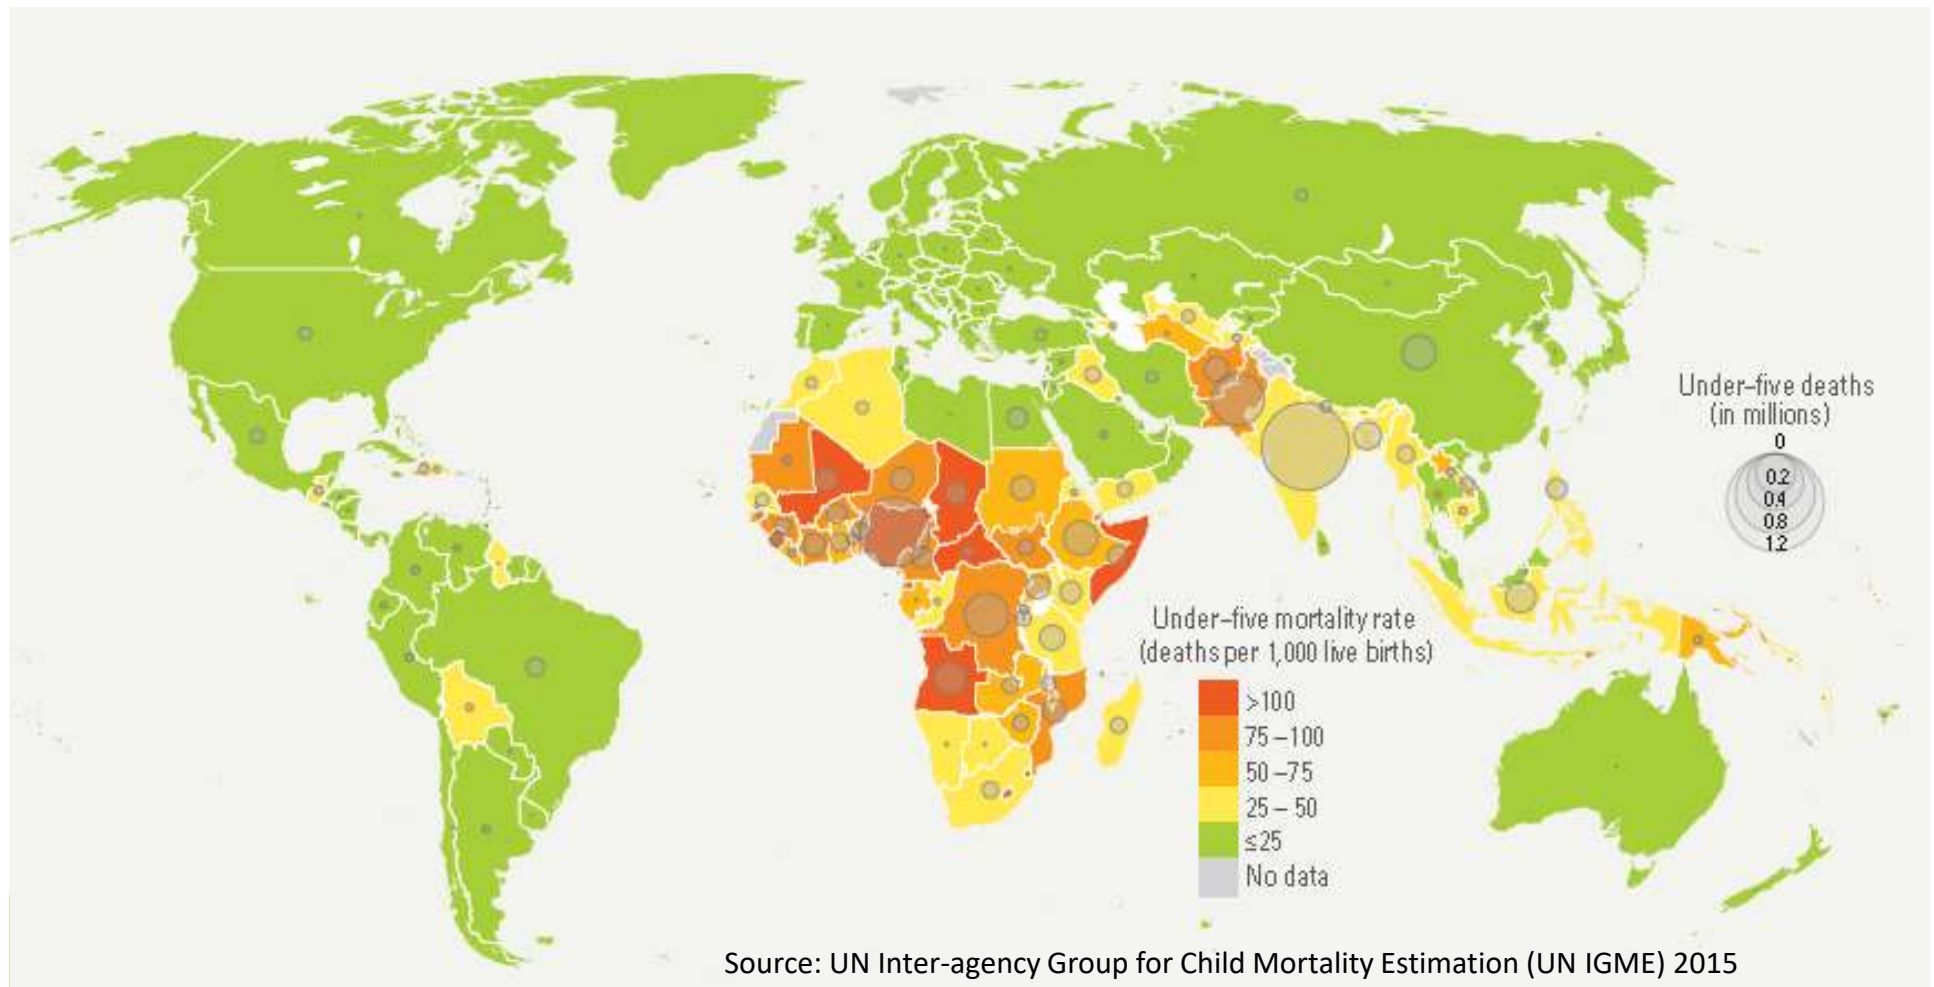 Under–five deaths
(in millions)
0
0.2
0.4
0.8
1.2
Under–five mortality rate
(deaths per 1,000 live births)
>100
75 –100
50 –75
25 – 50
≤25
No data
Source: UN Inter-agency Group for Child Mortality Estimation (UN IGME) 2015